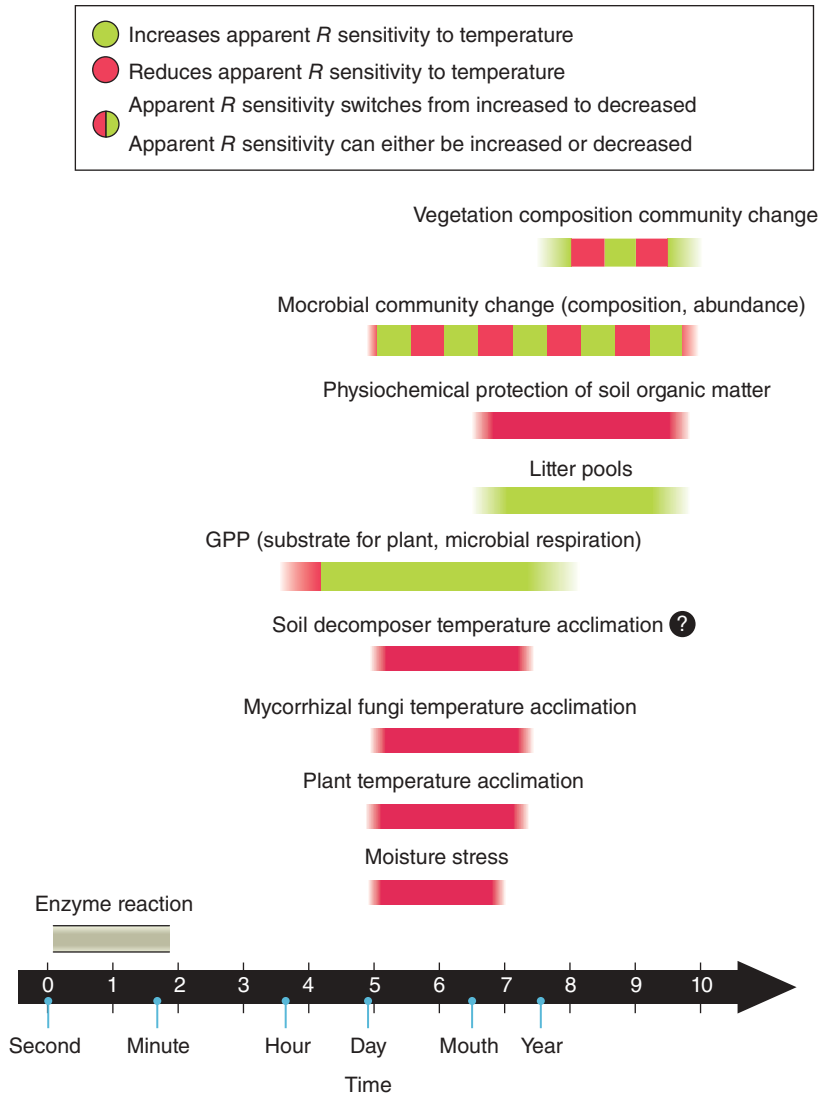 Increases apparent R sensitivity to temperature
Reduces apparent R sensitivity to temperature
Apparent R sensitivity switches from increased to decreased
Apparent R sensitivity can either be increased or decreased
Vegetation composition community change
Mocrobial community change (composition, abundance)
Physiochemical protection of soil organic matter
Litter pools
GPP (substrate for plant, microbial respiration)
Soil decomposer temperature acclimation ?
Mycorrhizal fungi temperature acclimation
Plant temperature acclimation
Moisture stress
Enzyme reaction
0 1 2 3 4 5 6 7 8 9 10
Second Minute Hour Day Mouth Year
Time